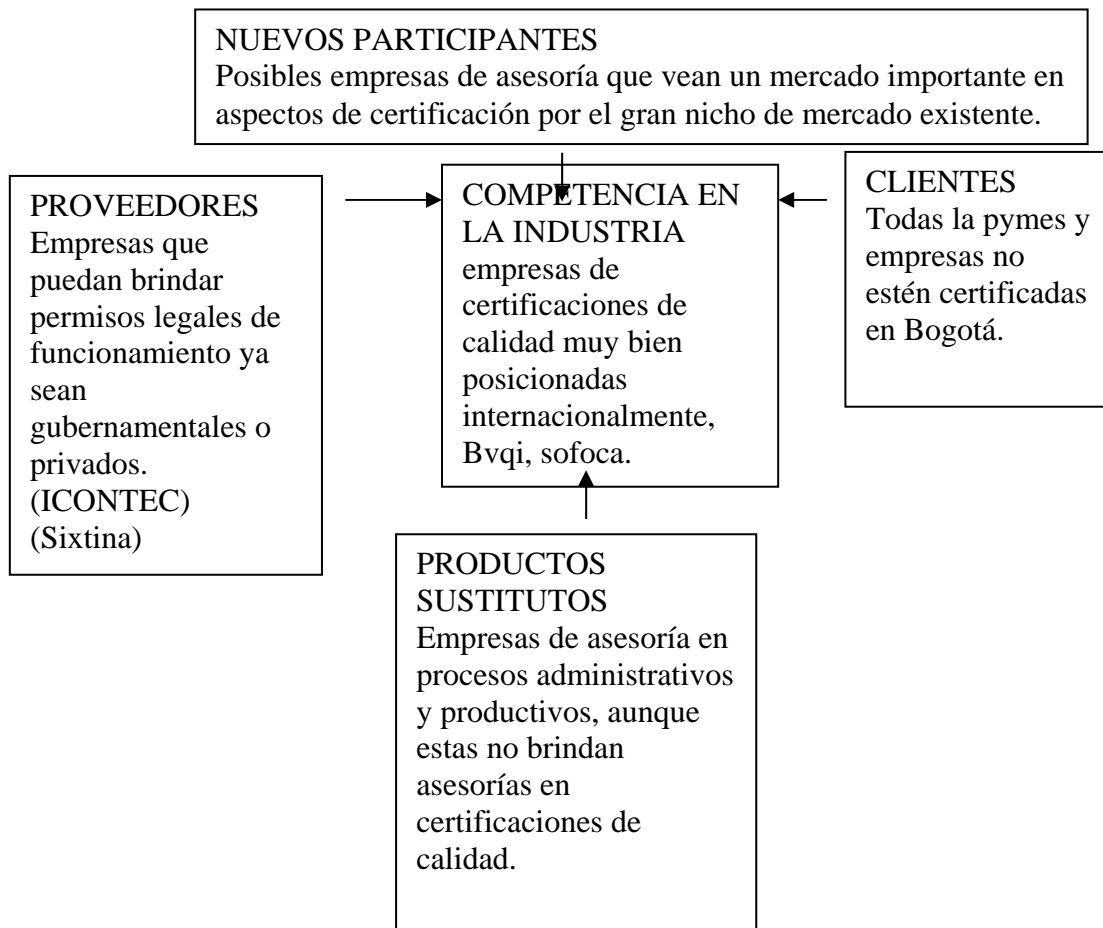 NUEVOS PARTICIPANTES
Posibles empresas de asesoría que vean un mercado importante en
aspectos de certificación por el gran nicho de mercado existente.
PROVEEDORES
Empresas que
puedan brindar
permisos legales de
funcionamiento ya
sean
gubernamentales o
privados.
(ICONTEC)
(Sixtina)
COMPETENCIA EN
LA INDUSTRIA
empresas de
certificaciones de
calidad muy bien
posicionadas
internacionalmente,
Bvqi, sofoca.
CLIENTES
Todas la pymes y
empresas no
estén certificadas
en Bogotá.
PRODUCTOS
SUSTITUTOS
Empresas de asesoría en
procesos administrativos
y productivos, aunque
estas no brindan
asesorías en
certificaciones de
calidad.